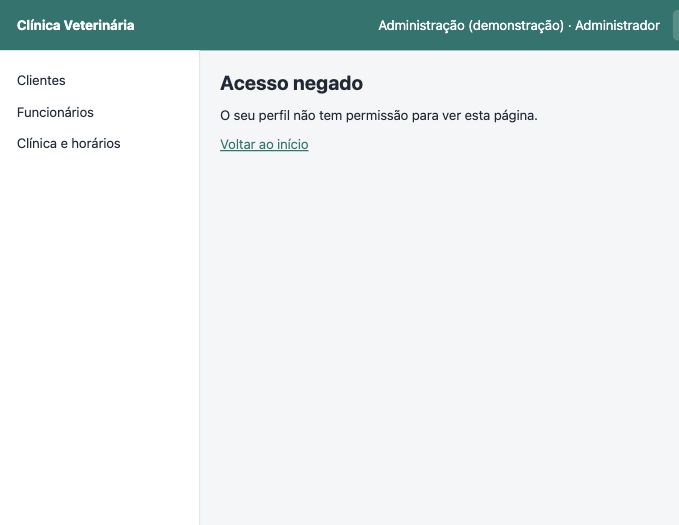 Clínica Veterinária
Administração (demonstração) · Administrador
Clientes
Funcionários
Clínica e horários
Acesso negado
O seu perfil não tem permissão para ver esta página.
Voltar ao início